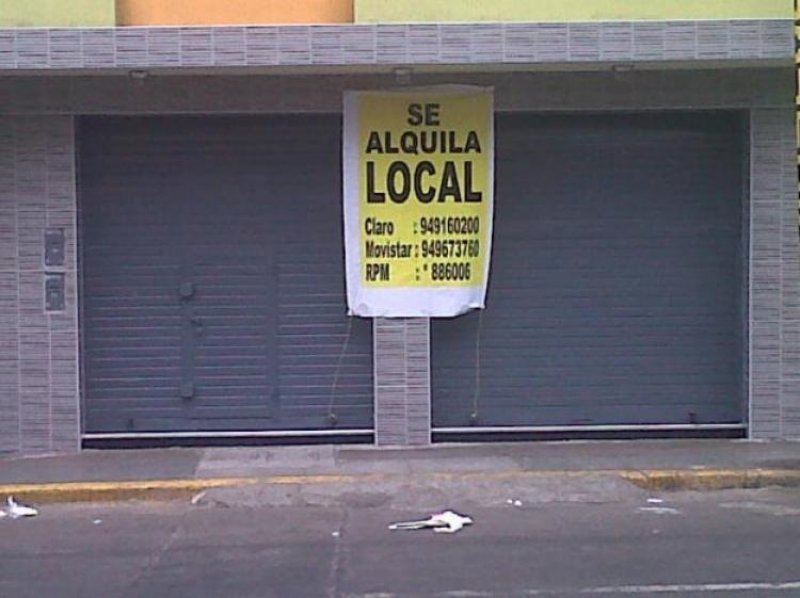 SE
ALQUILA
LOCAL
Claro : 949160200
Movistar : 949673760
RPM : * 886006